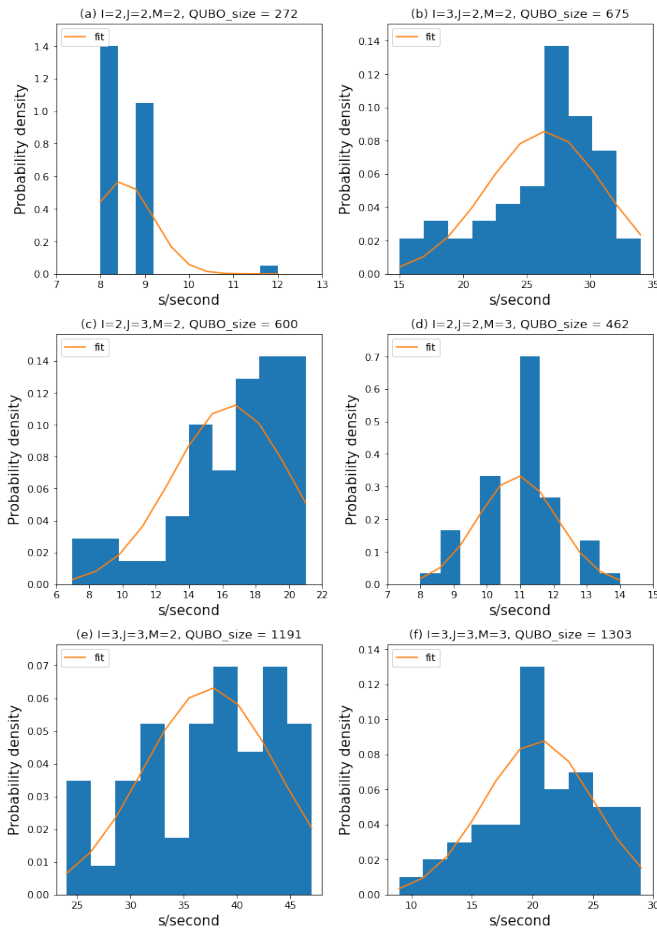 (a) I=2,J=2,M=2, QUBO_size = 272
fit
1.4
1.2
1.0
0.8
0.6
0.4
0.2
0.0
Probability density
7 8 9 10 11 12 13
s/second
(b) I=3,J=2,M=2, QUBO_size = 675
fit
0.14
0.12
0.10
0.08
0.06
0.04
0.02
0.00
Probability density
15 20 25 30 35
s/second
(c) I=2,J=3,M=2, QUBO_size = 600
fit
0.14
0.12
0.10
0.08
0.06
0.04
0.02
0.00
Probability density
6 8 10 12 14 16 18 20 22
s/second
(d) I=2,J=2,M=3, QUBO_size = 462
fit
0.7
0.6
0.5
0.4
0.3
0.2
0.1
0.0
Probability density
7 8 9 10 11 12 13 14 15
s/second
(e) I=3,J=3,M=2, QUBO_size = 1191
fit
0.07
0.06
0.05
0.04
0.03
0.02
0.01
0.00
Probability density
25 30 35 40 45
s/second
(f) I=3,J=3,M=3, QUBO_size = 1303
fit
0.14
0.12
0.10
0.08
0.06
0.04
0.02
0.00
Probability density
10 15 20 25 30
s/second